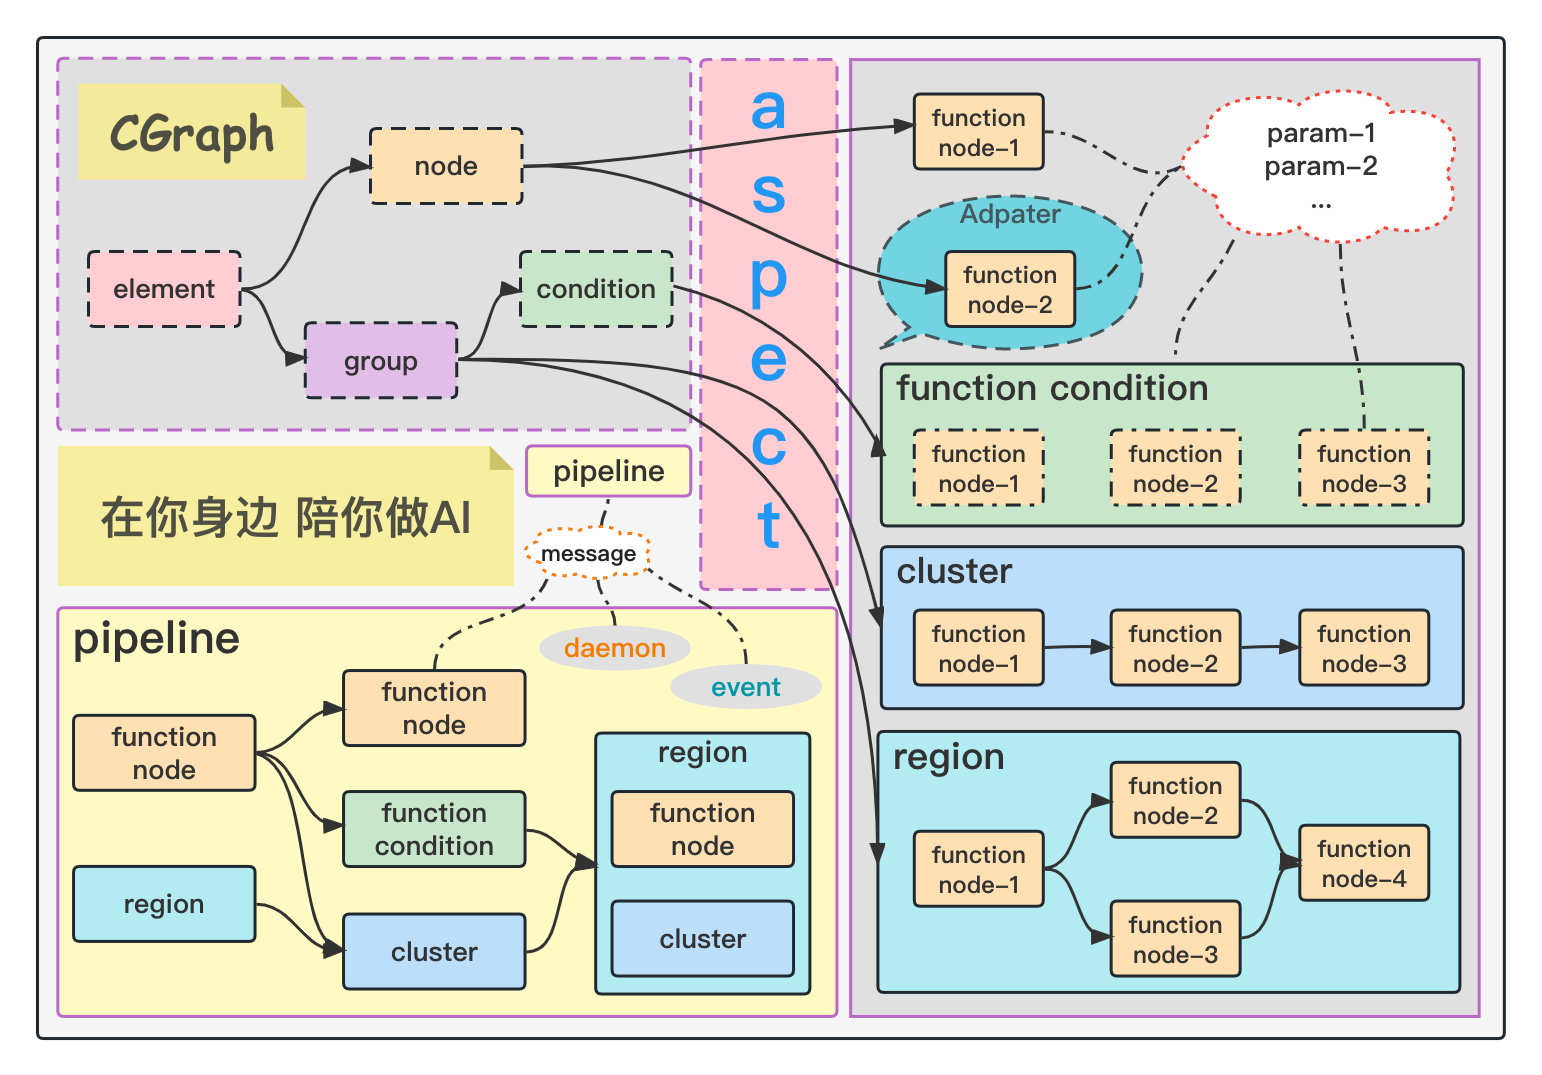 CGraph
node
element
condition
group
a
s
p
e
c
t
function
node-1
param-1
param-2
...
Adpater
function
node-2
function condition
function
node-1
function
node-2
function
node-3
cluster
function
node-1
function
node-2
function
node-3
region
function
node-1
function
node-2
function
node-3
function
node-4
在你身边 陪你做AI
pipeline
message
daemon
event
pipeline
function
node
function
node
function
condition
region
cluster
region
function
node
cluster